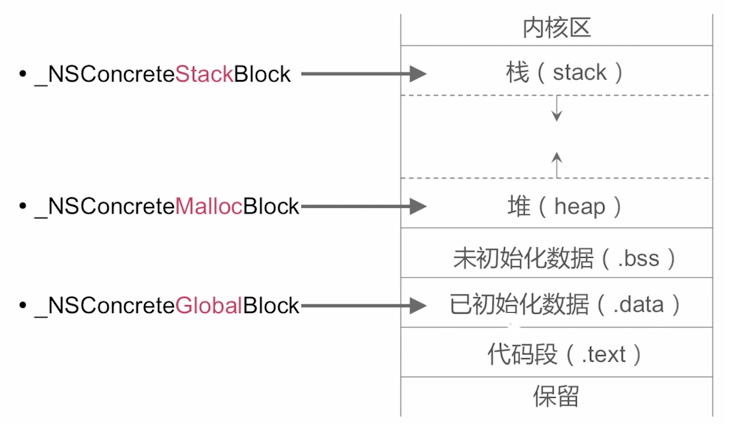 内核区
• _NSConcreteStackBlock
栈（stack）
• _NSConcreteMallocBlock
堆（heap）
未初始化数据（.bss）
• _NSConcreteGlobalBlock
已初始化数据（.data）
代码段（.text）
保留